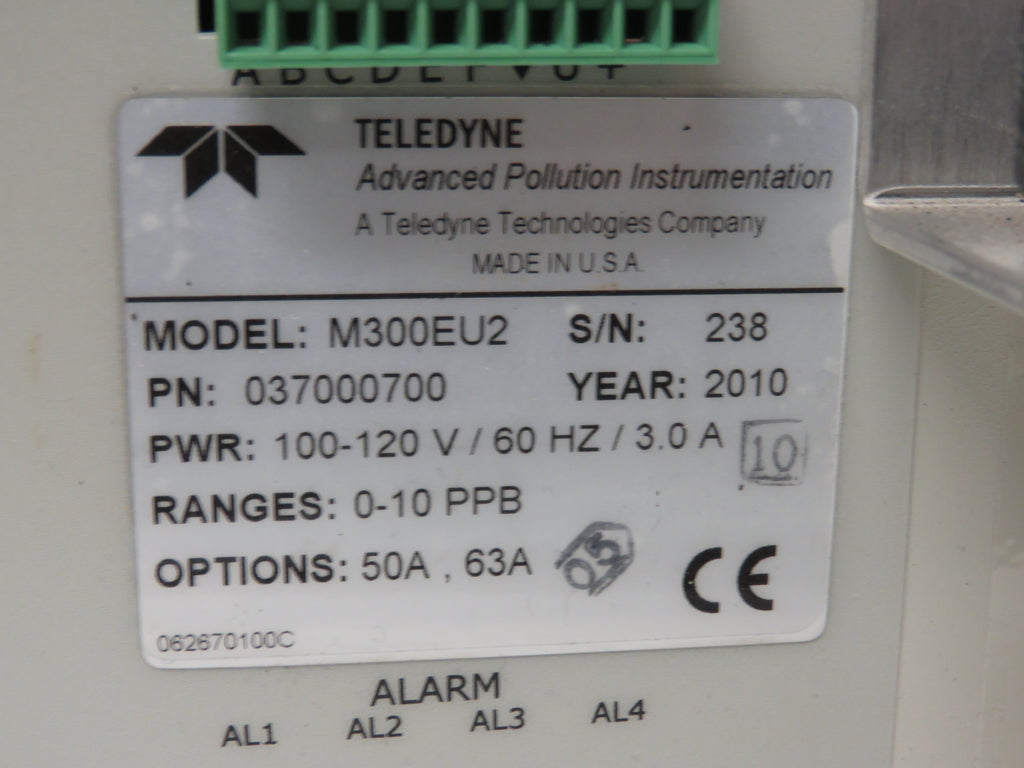 A B C D E F
TELEDYNE
Advanced Pollution Instrumentation
A Teledyne Technologies Company
MADE IN U.S.A.
MODEL: M300EU2 S/N: 238
PN: 037000700 YEAR: 2010
PWR: 100-120 V / 60 HZ / 3.0 A 10
RANGES: 0-10 PPB
OPTIONS: 50A , 63A 05
CE
062670100C
ALARM
AL1 AL2 AL3 AL4